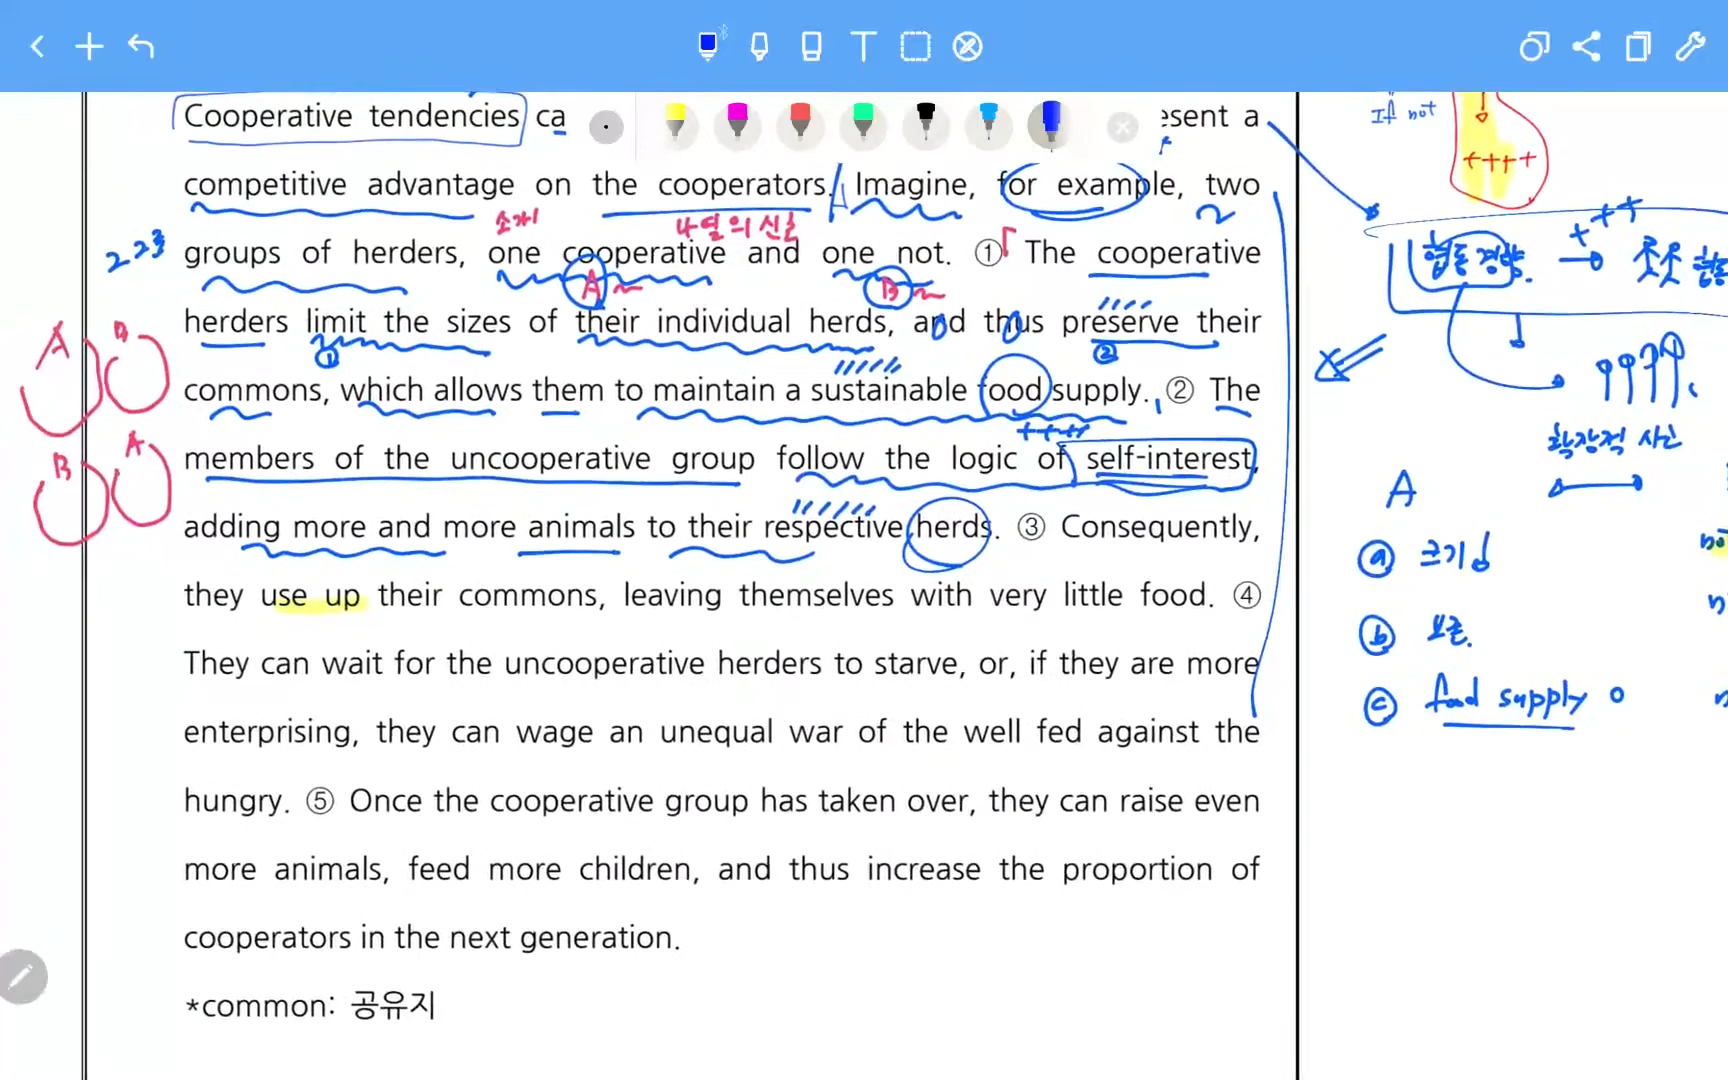 Cooperative tendencies ca esent a
competitive advantage on the cooperators. Imagine, for example, two
groups of herders, one cooperative and one not. ① The cooperative
herders limit the sizes of their individual herds, and thus preserve their
commons, which allows them to maintain a sustainable food supply. ② The
members of the uncooperative group follow the logic of self-interest,
adding more and more animals to their respective herds. ③ Consequently,
they use up their commons, leaving themselves with very little food. ④
They can wait for the uncooperative herders to starve, or, if they are more
enterprising, they can wage an unequal war of the well fed against the
hungry. ⑤ Once the cooperative group has taken over, they can raise even
more animals, feed more children, and thus increase the proportion of
cooperators in the next generation.
*common: 공유지
소재
나열의 신호
A
B
①
②
++++
A
B
A
If not
++++
+++
협동 경향.
협동
확장적 사고
A
ⓐ 크기
ⓑ 보존.
ⓒ food supply o